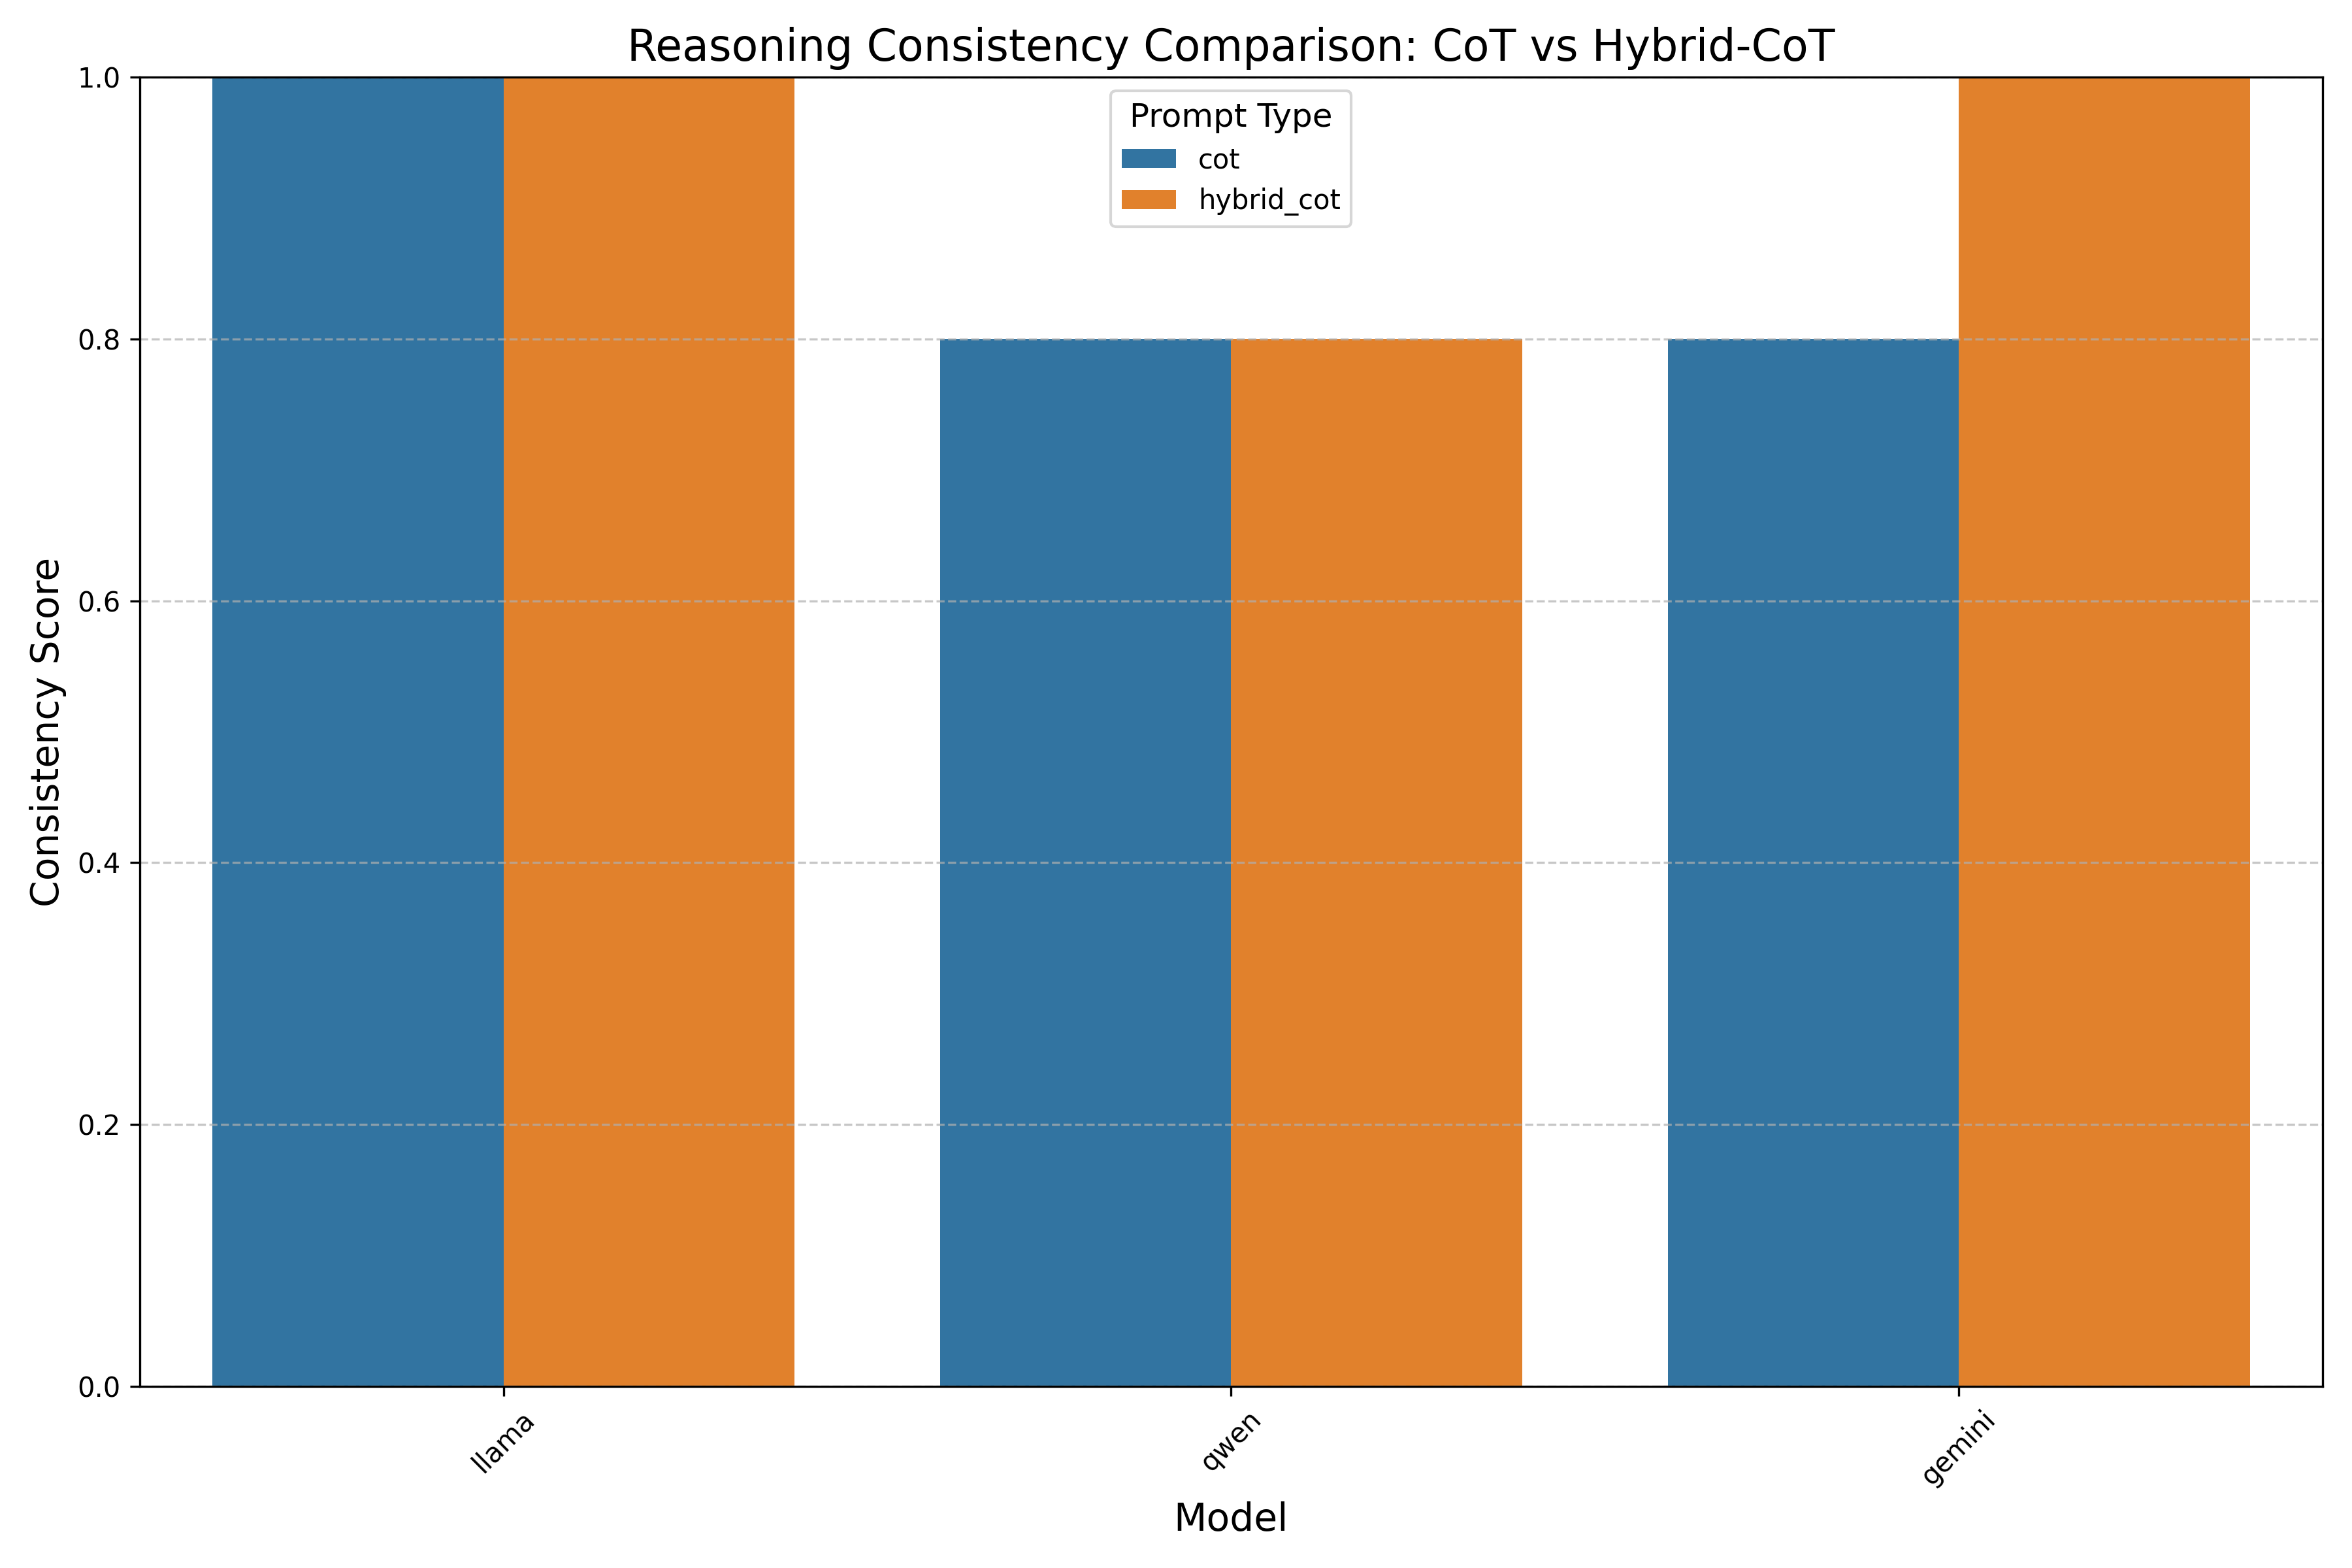 Reasoning Consistency Comparison: CoT vs Hybrid-CoT
Prompt Type
cot
hybrid_cot
Consistency Score
1.0
0.8
0.6
0.4
0.2
0.0
llama
qwen
gemini
Model